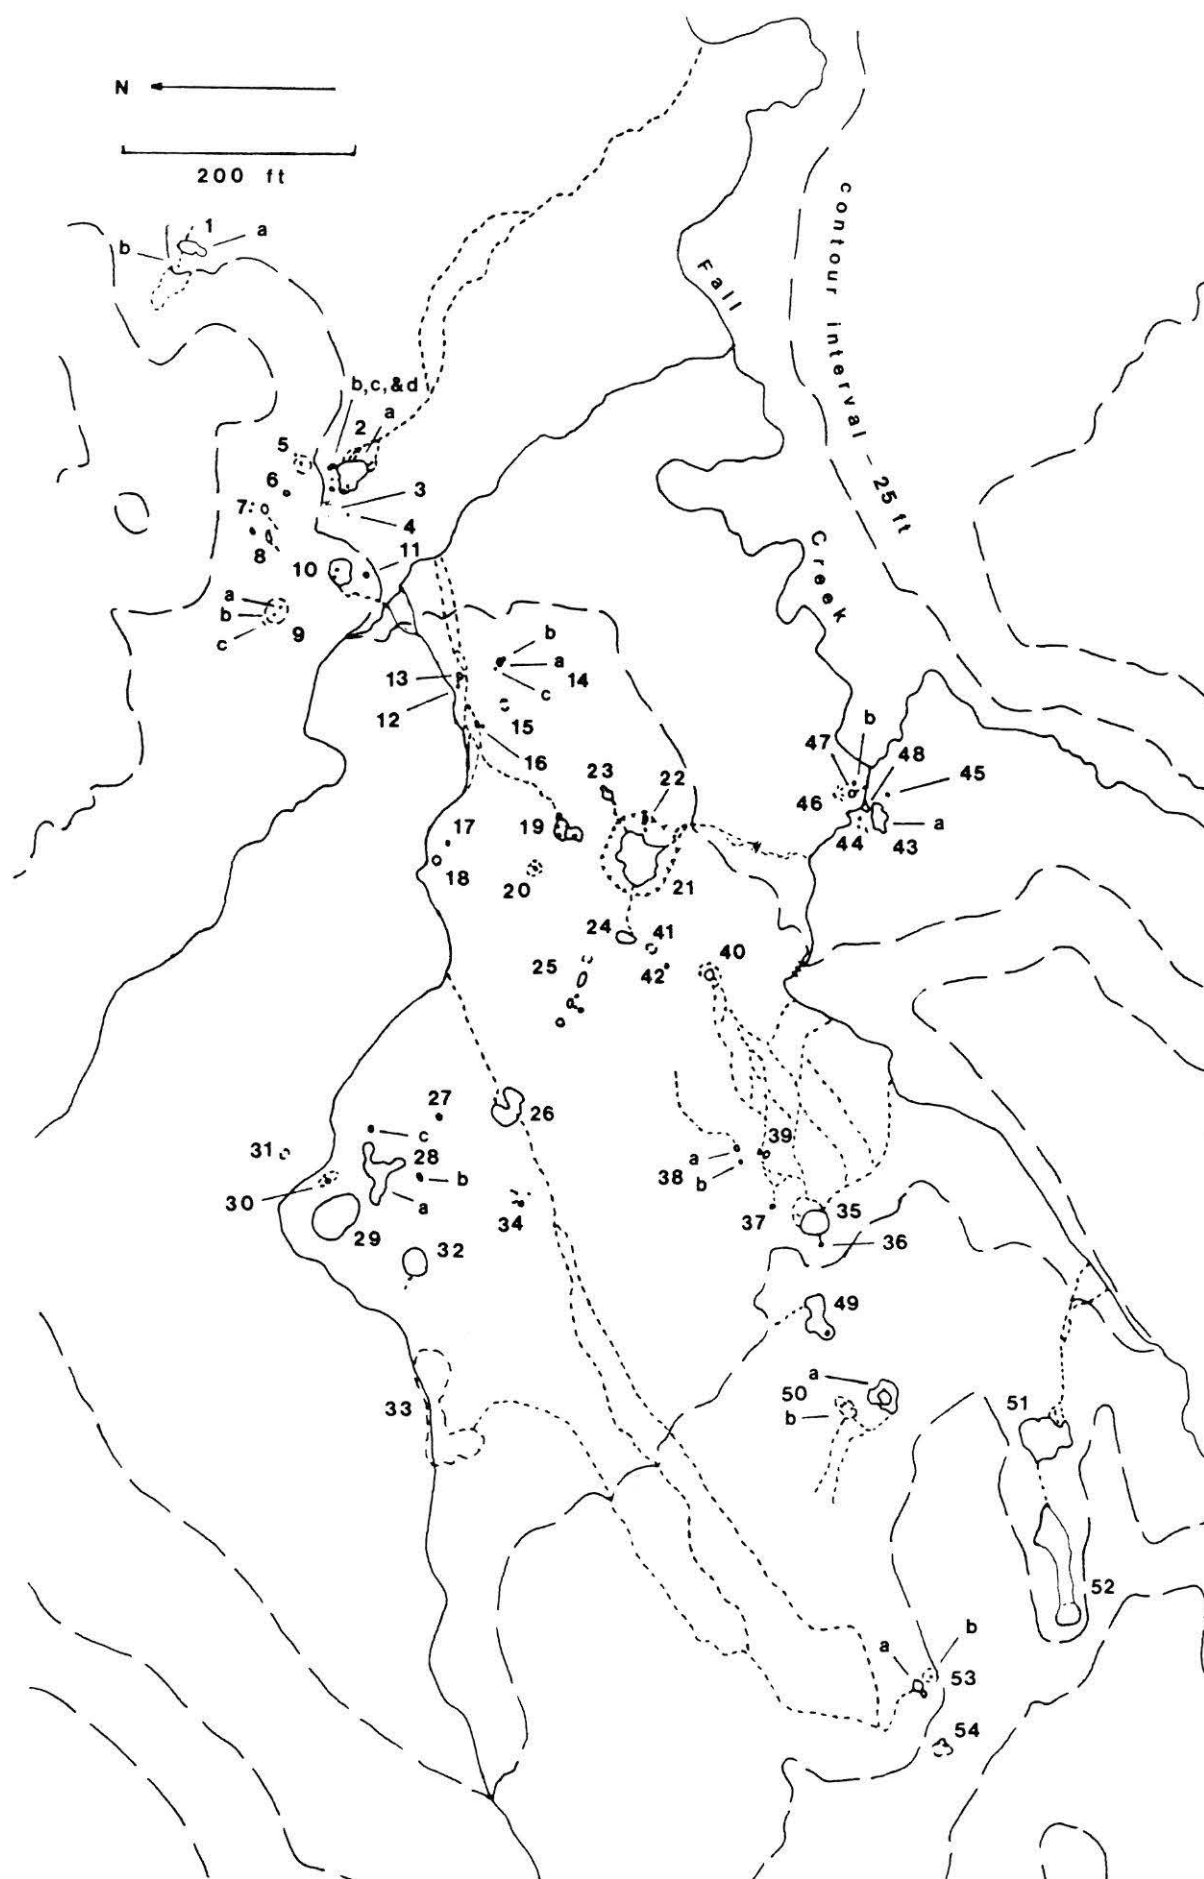 N
200 ft
1
a
b
contour interval - 25 ft
Fall
b,c,&d
a
2
5
6
3
7
4
8
11
10
a
b
c
9
Creek
b
a
14
13
c
12
15
b
16
47
48
23
22
45
46
17
19
a
44
43
18
20
21
24
41
25
42
40
27
26
c
31
28
39
a
38
b
b
30
a
34
37
35
29
36
32
49
a
50
33
b
51
52
b
a
53
54